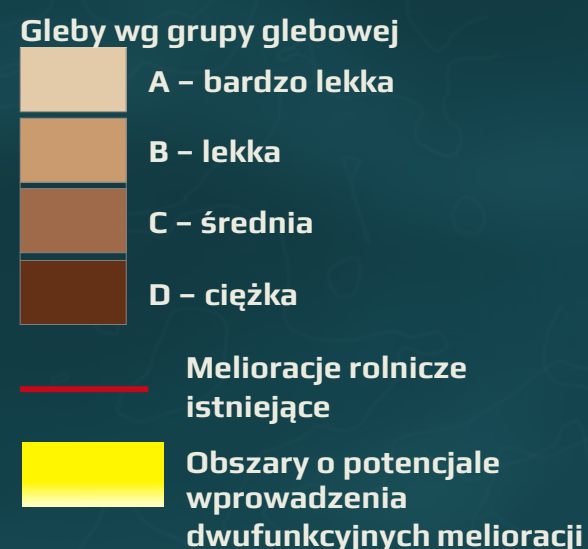 Gleby wg grupy glebowej
A – bardzo lekka
B – lekka
C – średnia
D – ciężka
Melioracje rolnicze
istniejące
Obszary o potencjale
wprowadzenia
dwufunkcyjnych melioracji